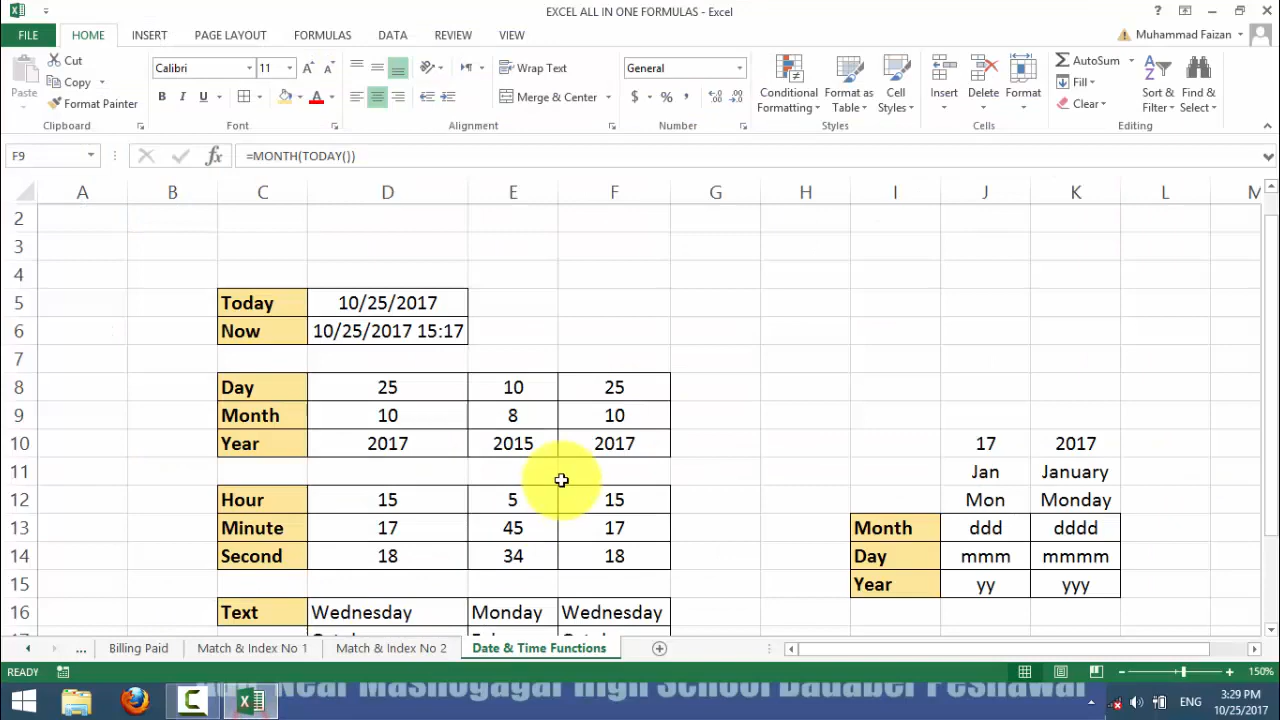 EXCEL ALL IN ONE FORMULAS - Excel
?
FILE HOME INSERT PAGE LAYOUT FORMULAS DATA REVIEW VIEW Muhammad Faizan
Paste Cut Copy Format Painter
Calibri 11 B I U A
Wrap Text Merge & Center
General $ % ,
Conditional Formatting Format as Table Cell Styles
Insert Delete Format
AutoSum Fill Clear Sort & Filter Find & Select
Clipboard Font Alignment Number Styles Cells Editing
F9 fx =MONTH(TODAY())
A B C D E F G H I J K L M
2
3
4
5 Today 10/25/2017
6 Now 10/25/2017 15:17
7
8 Day 25 10 25
9 Month 10 8 10
10 Year 2017 2015 2017 17 2017
11 Jan January
12 Hour 15 5 15 Mon Monday
13 Minute 17 45 17 Month ddd dddd
14 Second 18 34 18 Day mmm mmmm
15 Year yy yyy
16 Text Wednesday Monday Wednesday
... Billing Paid Match & Index No 1 Match & Index No 2 Date & Time Functions
READY 150%
Near Mashogagar High School Badaber Peshawar
ENG 3:29 PM
10/25/2017